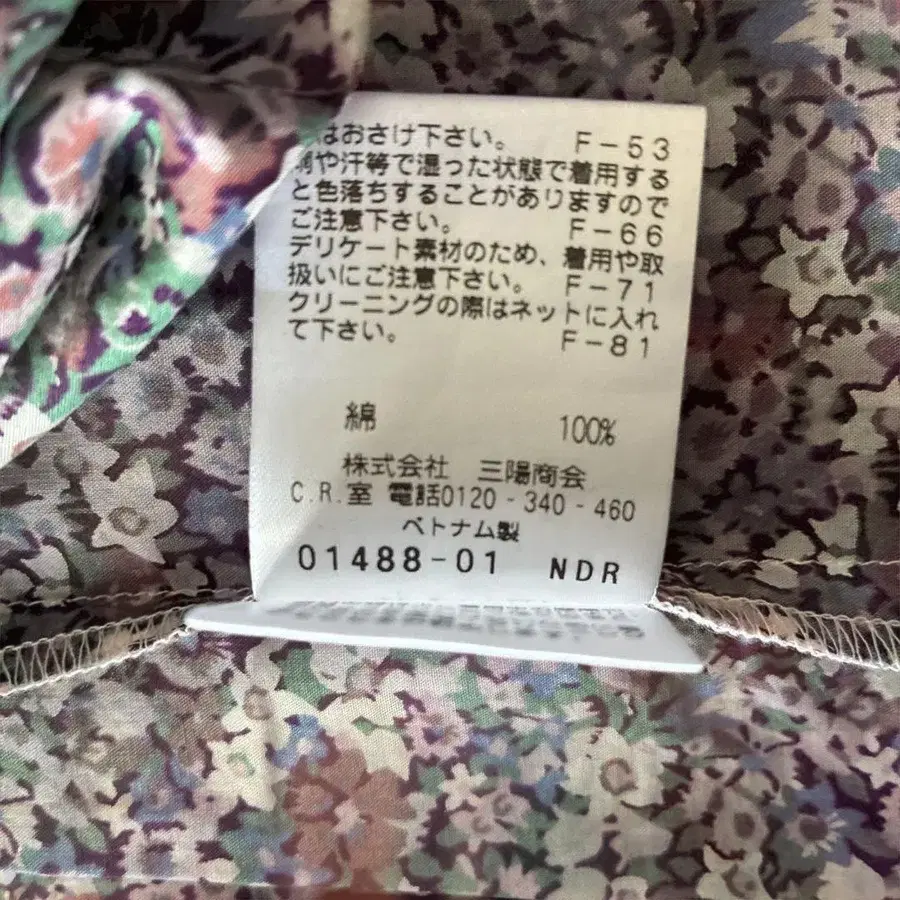 はおさけ下さい。 F-53
や汗等で湿った状態で着用する
と色落ちすることがありますので
ご注意下さい。 F-66
デリケート素材のため、着用や取
扱いにご注意下さい。 F-71
クリーニングの際はネットに入れ
て下さい。 F-81
綿 100%
株式会社 三陽商会
C.R.室 電話0120-340-460
ベトナム製
01488-01 NDR